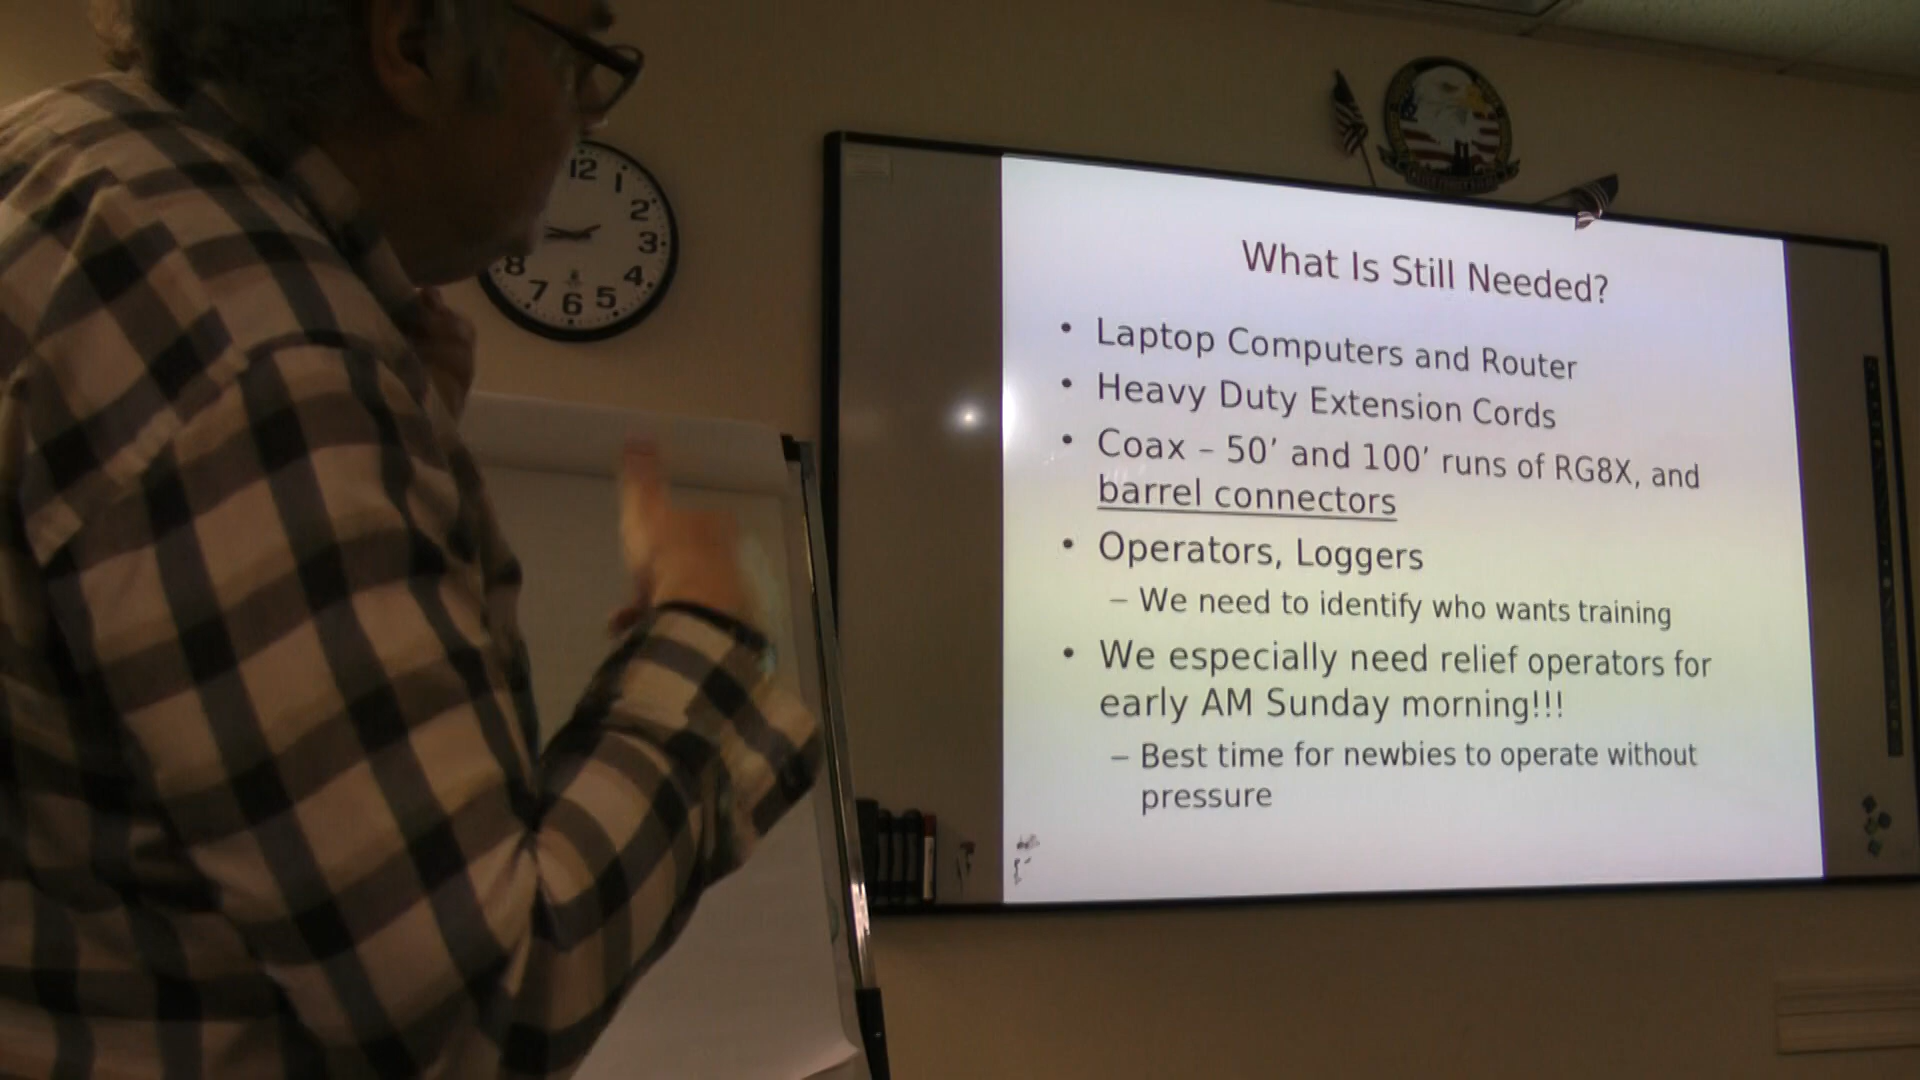 What Is Still Needed?
• Laptop Computers and Router
• Heavy Duty Extension Cords
• Coax – 50’ and 100’ runs of RG8X, and
barrel connectors
• Operators, Loggers
– We need to identify who wants training
• We especially need relief operators for
early AM Sunday morning!!!
– Best time for newbies to operate without
pressure
12
1
2
3
4
5
6
7
8